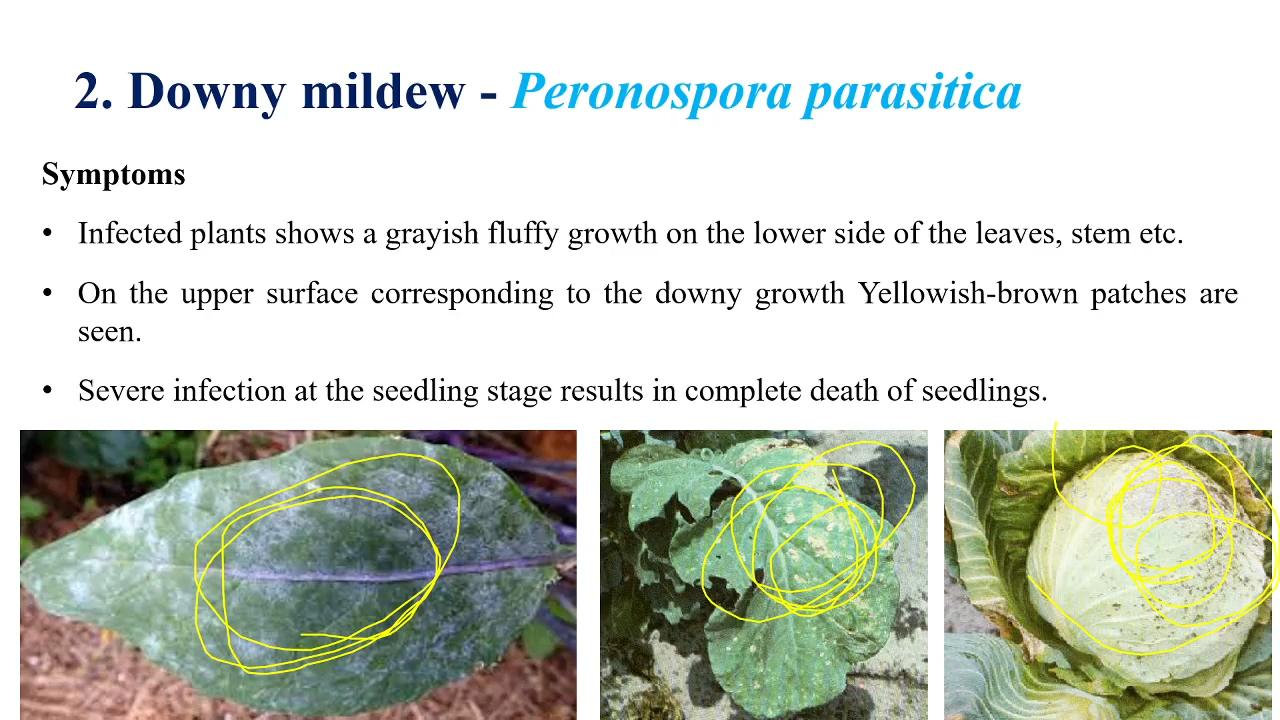 2. Downy mildew - Peronospora parasitica
Symptoms
• Infected plants shows a grayish fluffy growth on the lower side of the leaves, stem etc.
• On the upper surface corresponding to the downy growth Yellowish-brown patches are
seen.
• Severe infection at the seedling stage results in complete death of seedlings.